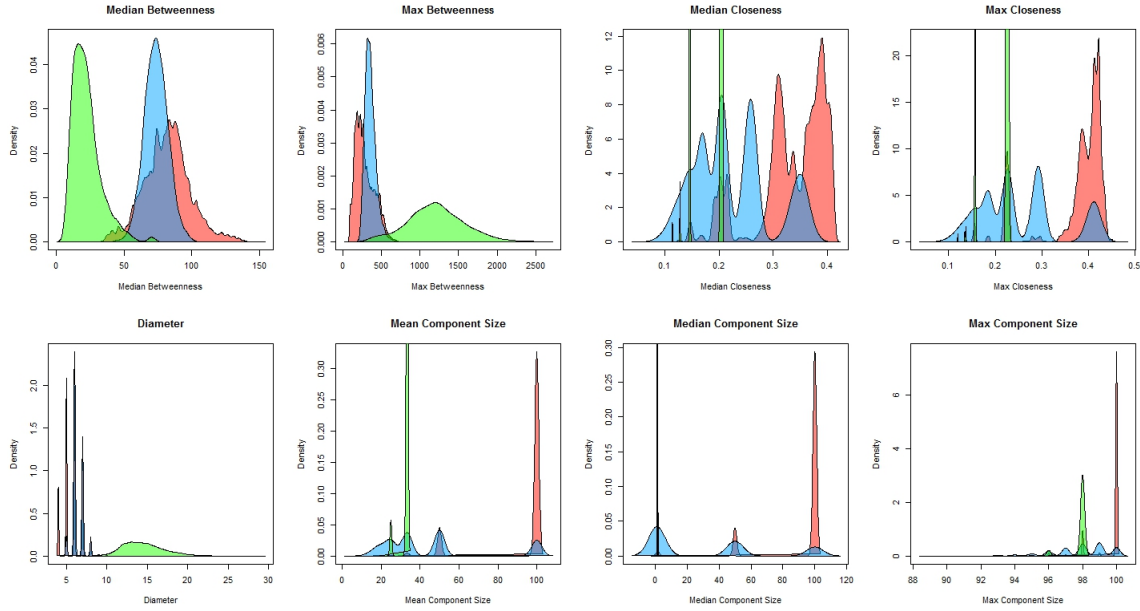 Median Betweenness
Density
0.00 0.01 0.02 0.03 0.04
0 50 100 150
Median Betweenness
Max Betweenness
Density
0.000 0.001 0.002 0.003 0.004 0.005 0.006
0 500 1000 1500 2000 2500
Max Betweenness
Median Closeness
Density
0 2 4 6 8 10 12
0.1 0.2 0.3 0.4
Median Closeness
Max Closeness
Density
0 5 10 15 20
0.1 0.2 0.3 0.4 0.5
Max Closeness
Diameter
Density
0.0 0.5 1.0 1.5 2.0
5 10 15 20 25 30
Diameter
Mean Component Size
Density
0.00 0.05 0.10 0.15 0.20 0.25 0.30
0 20 40 60 80 100
Mean Component Size
Median Component Size
Density
0.00 0.05 0.10 0.15 0.20 0.25 0.30
0 20 40 60 80 100 120
Median Component Size
Max Component Size
Density
0 2 4 6
88 90 92 94 96 98 100
Max Component Size